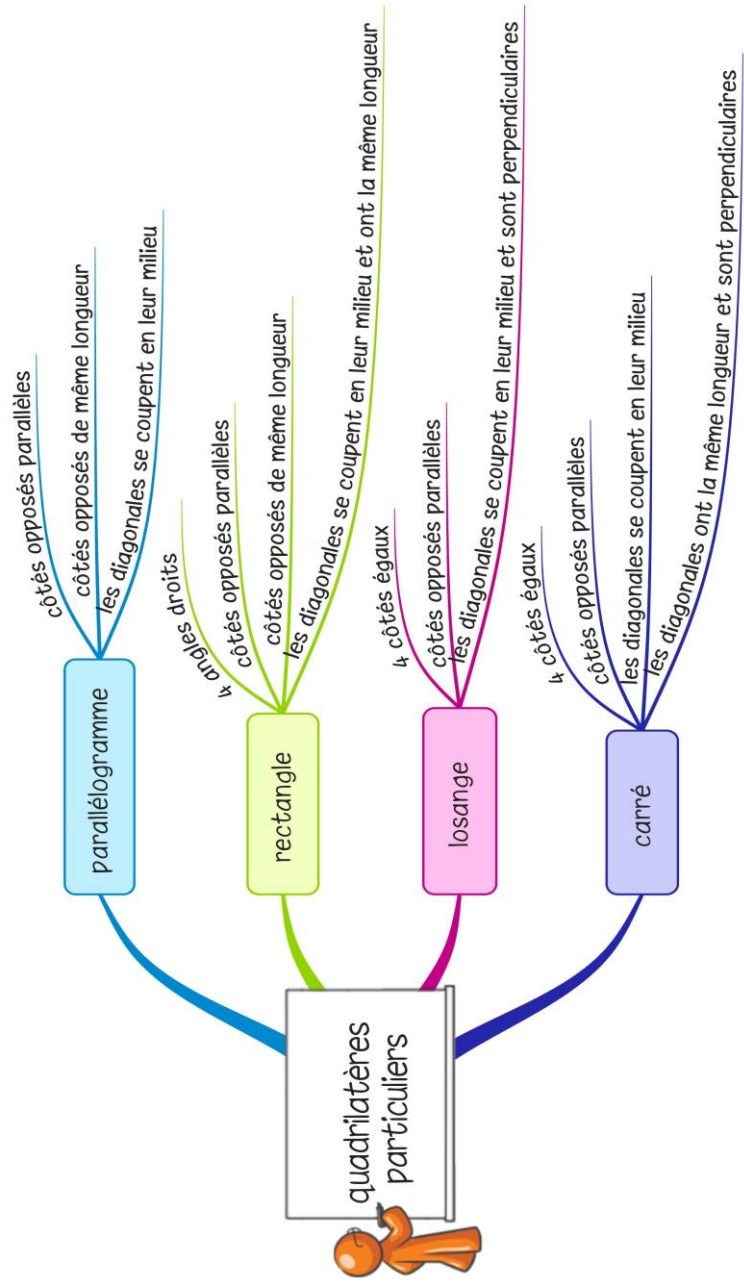 quadrilatères
particuliers
parallélogramme
côtés opposés parallèles
côtés opposés de même longueur
les diagonales se coupent en leur milieu
rectangle
4 angles droits
côtés opposés parallèles
côtés opposés de même longueur
les diagonales se coupent en leur milieu et ont la même longueur
losange
4 côtés égaux
côtés opposés parallèles
les diagonales se coupent en leur milieu et sont perpendiculaires
carré
4 côtés égaux
côtés opposés parallèles
les diagonales se coupent en leur milieu
les diagonales ont la même longueur et sont perpendiculaires